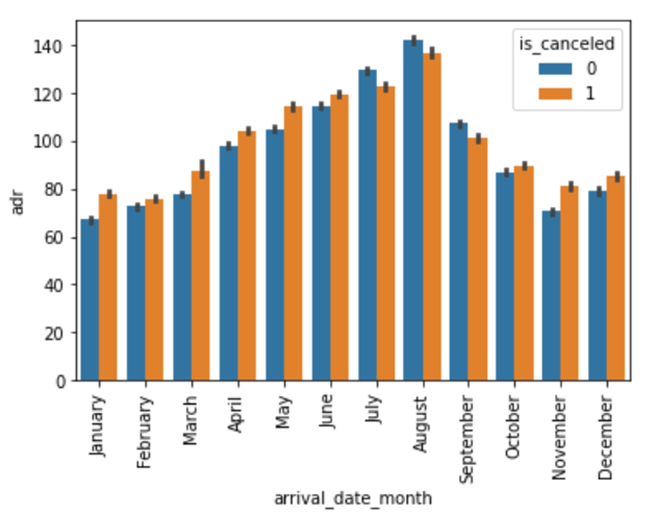 is_canceled
0
1
140
120
100
80
60
40
20
0
adr
January
February
March
April
May
June
July
August
September
October
November
December
arrival_date_month